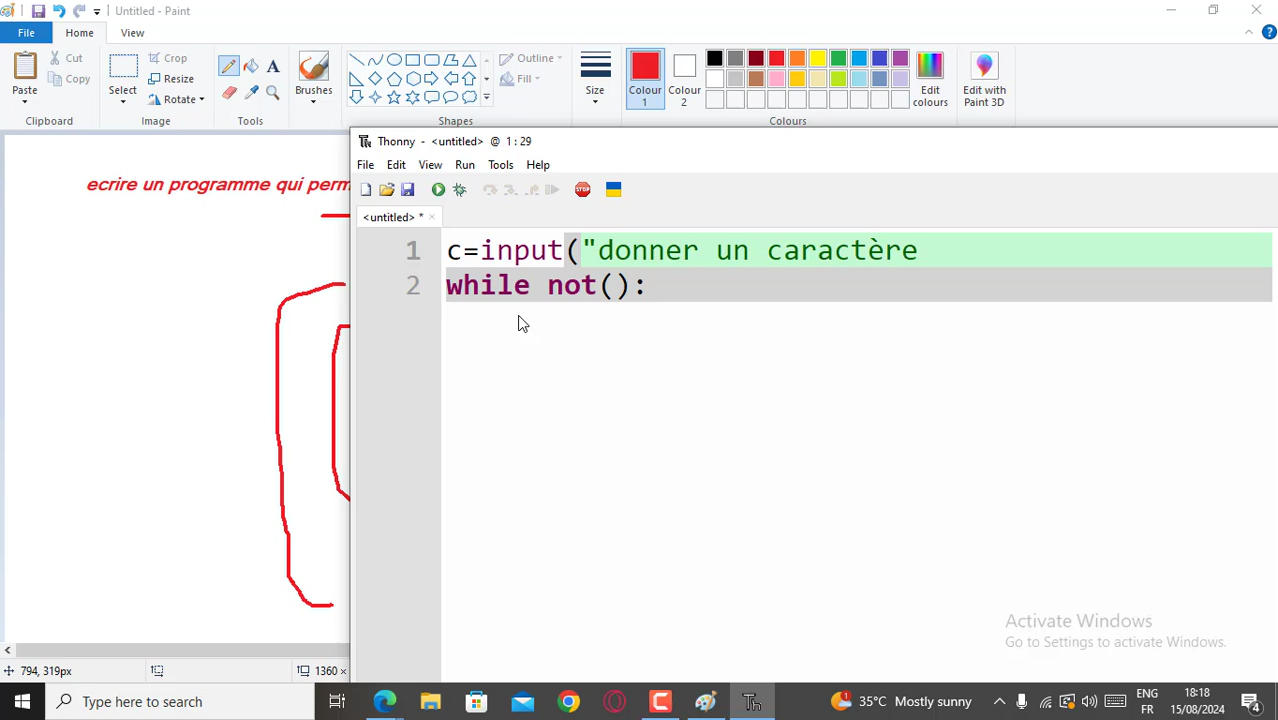 Untitled - Paint
File Home View
Paste
Cut
Copy
Clipboard
Select
Resize
Rotate
Image
A
Tools
Brushes
Outline
Fill
Shapes
Size
Colour 1
Colour 2
Edit colours
Colours
Edit with Paint 3D
Thonny - <untitled> @ 1 : 29
File Edit View Run Tools Help
STOP
<untitled> * ×
ecrire un programme qui perm
1 c=input("donner un caractère
2 while not():
Activate Windows
Go to Settings to activate Windows.
794, 319px
1360 ×
Type here to search
Th
1
35°C Mostly sunny
ENG
FR
18:18
15/08/2024
4